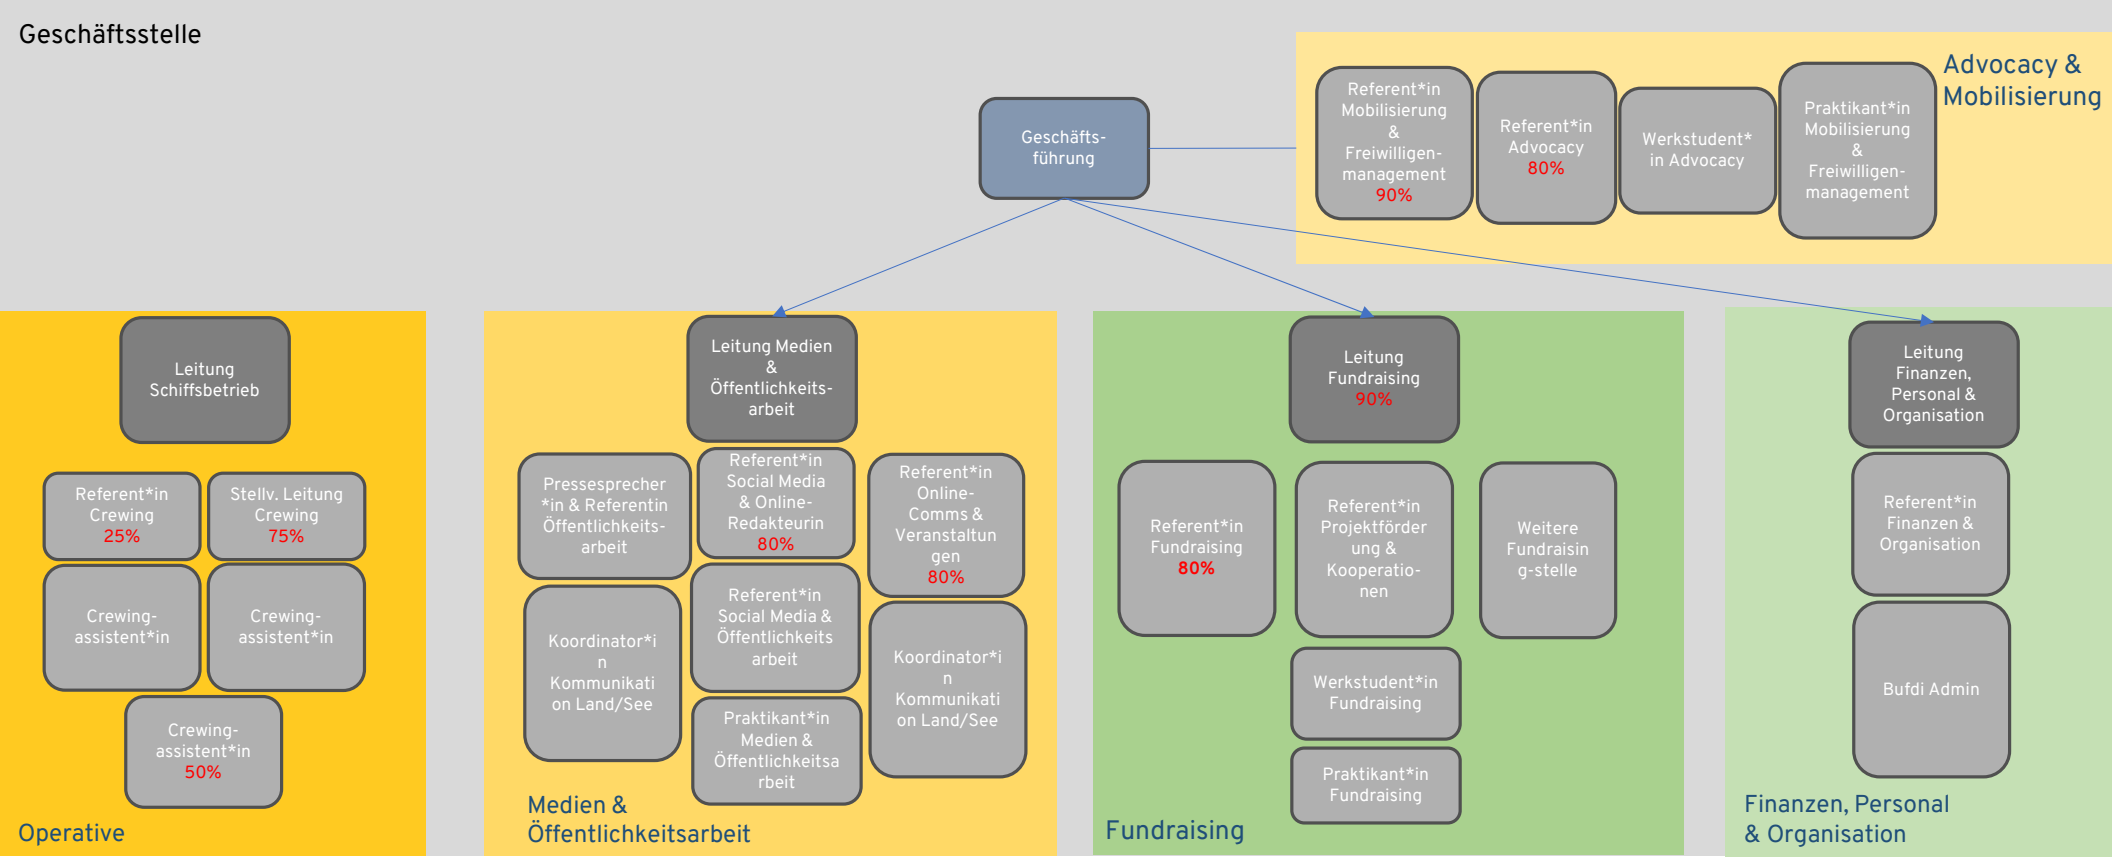 Geschäftsstelle
Geschäfts-
führung
Advocacy &
Mobilisierung
Referent*in
Mobilisierung
&
Freiwilligen-
management
90%
Referent*in
Advocacy
80%
Werkstudent*
in Advocacy
Praktikant*in
Mobilisierung
&
Freiwilligen-
management
Leitung
Schiffsbetrieb
Referent*in
Crewing
25%
Stellv. Leitung
Crewing
75%
Crewing-
assistent*in
Crewing-
assistent*in
Crewing-
assistent*in
50%
Operative
Leitung Medien
&
Öffentlichkeits-
arbeit
Pressesprecher
*in & Referentin
Öffentlichkeits-
arbeit
Referent*in
Social Media
& Online-
Redakteurin
80%
Referent*in
Online-
Comms &
Veranstaltun
gen
80%
Koordinator*i
n
Kommunikati
on Land/See
Referent*in
Social Media &
Öffentlichkeits
arbeit
Koordinator*i
n
Kommunikati
on Land/See
Praktikant*in
Medien &
Öffentlichkeitsa
rbeit
Medien &
Öffentlichkeitsarbeit
Leitung
Fundraising
90%
Referent*in
Fundraising
80%
Referent*in
Projektförder
ung &
Kooperatio-
nen
Weitere
Fundraisin
g-stelle
Werkstudent*in
Fundraising
Praktikant*in
Fundraising
Fundraising
Leitung
Finanzen,
Personal &
Organisation
Referent*in
Finanzen &
Organisation
Bufdi Admin
Finanzen, Personal
& Organisation